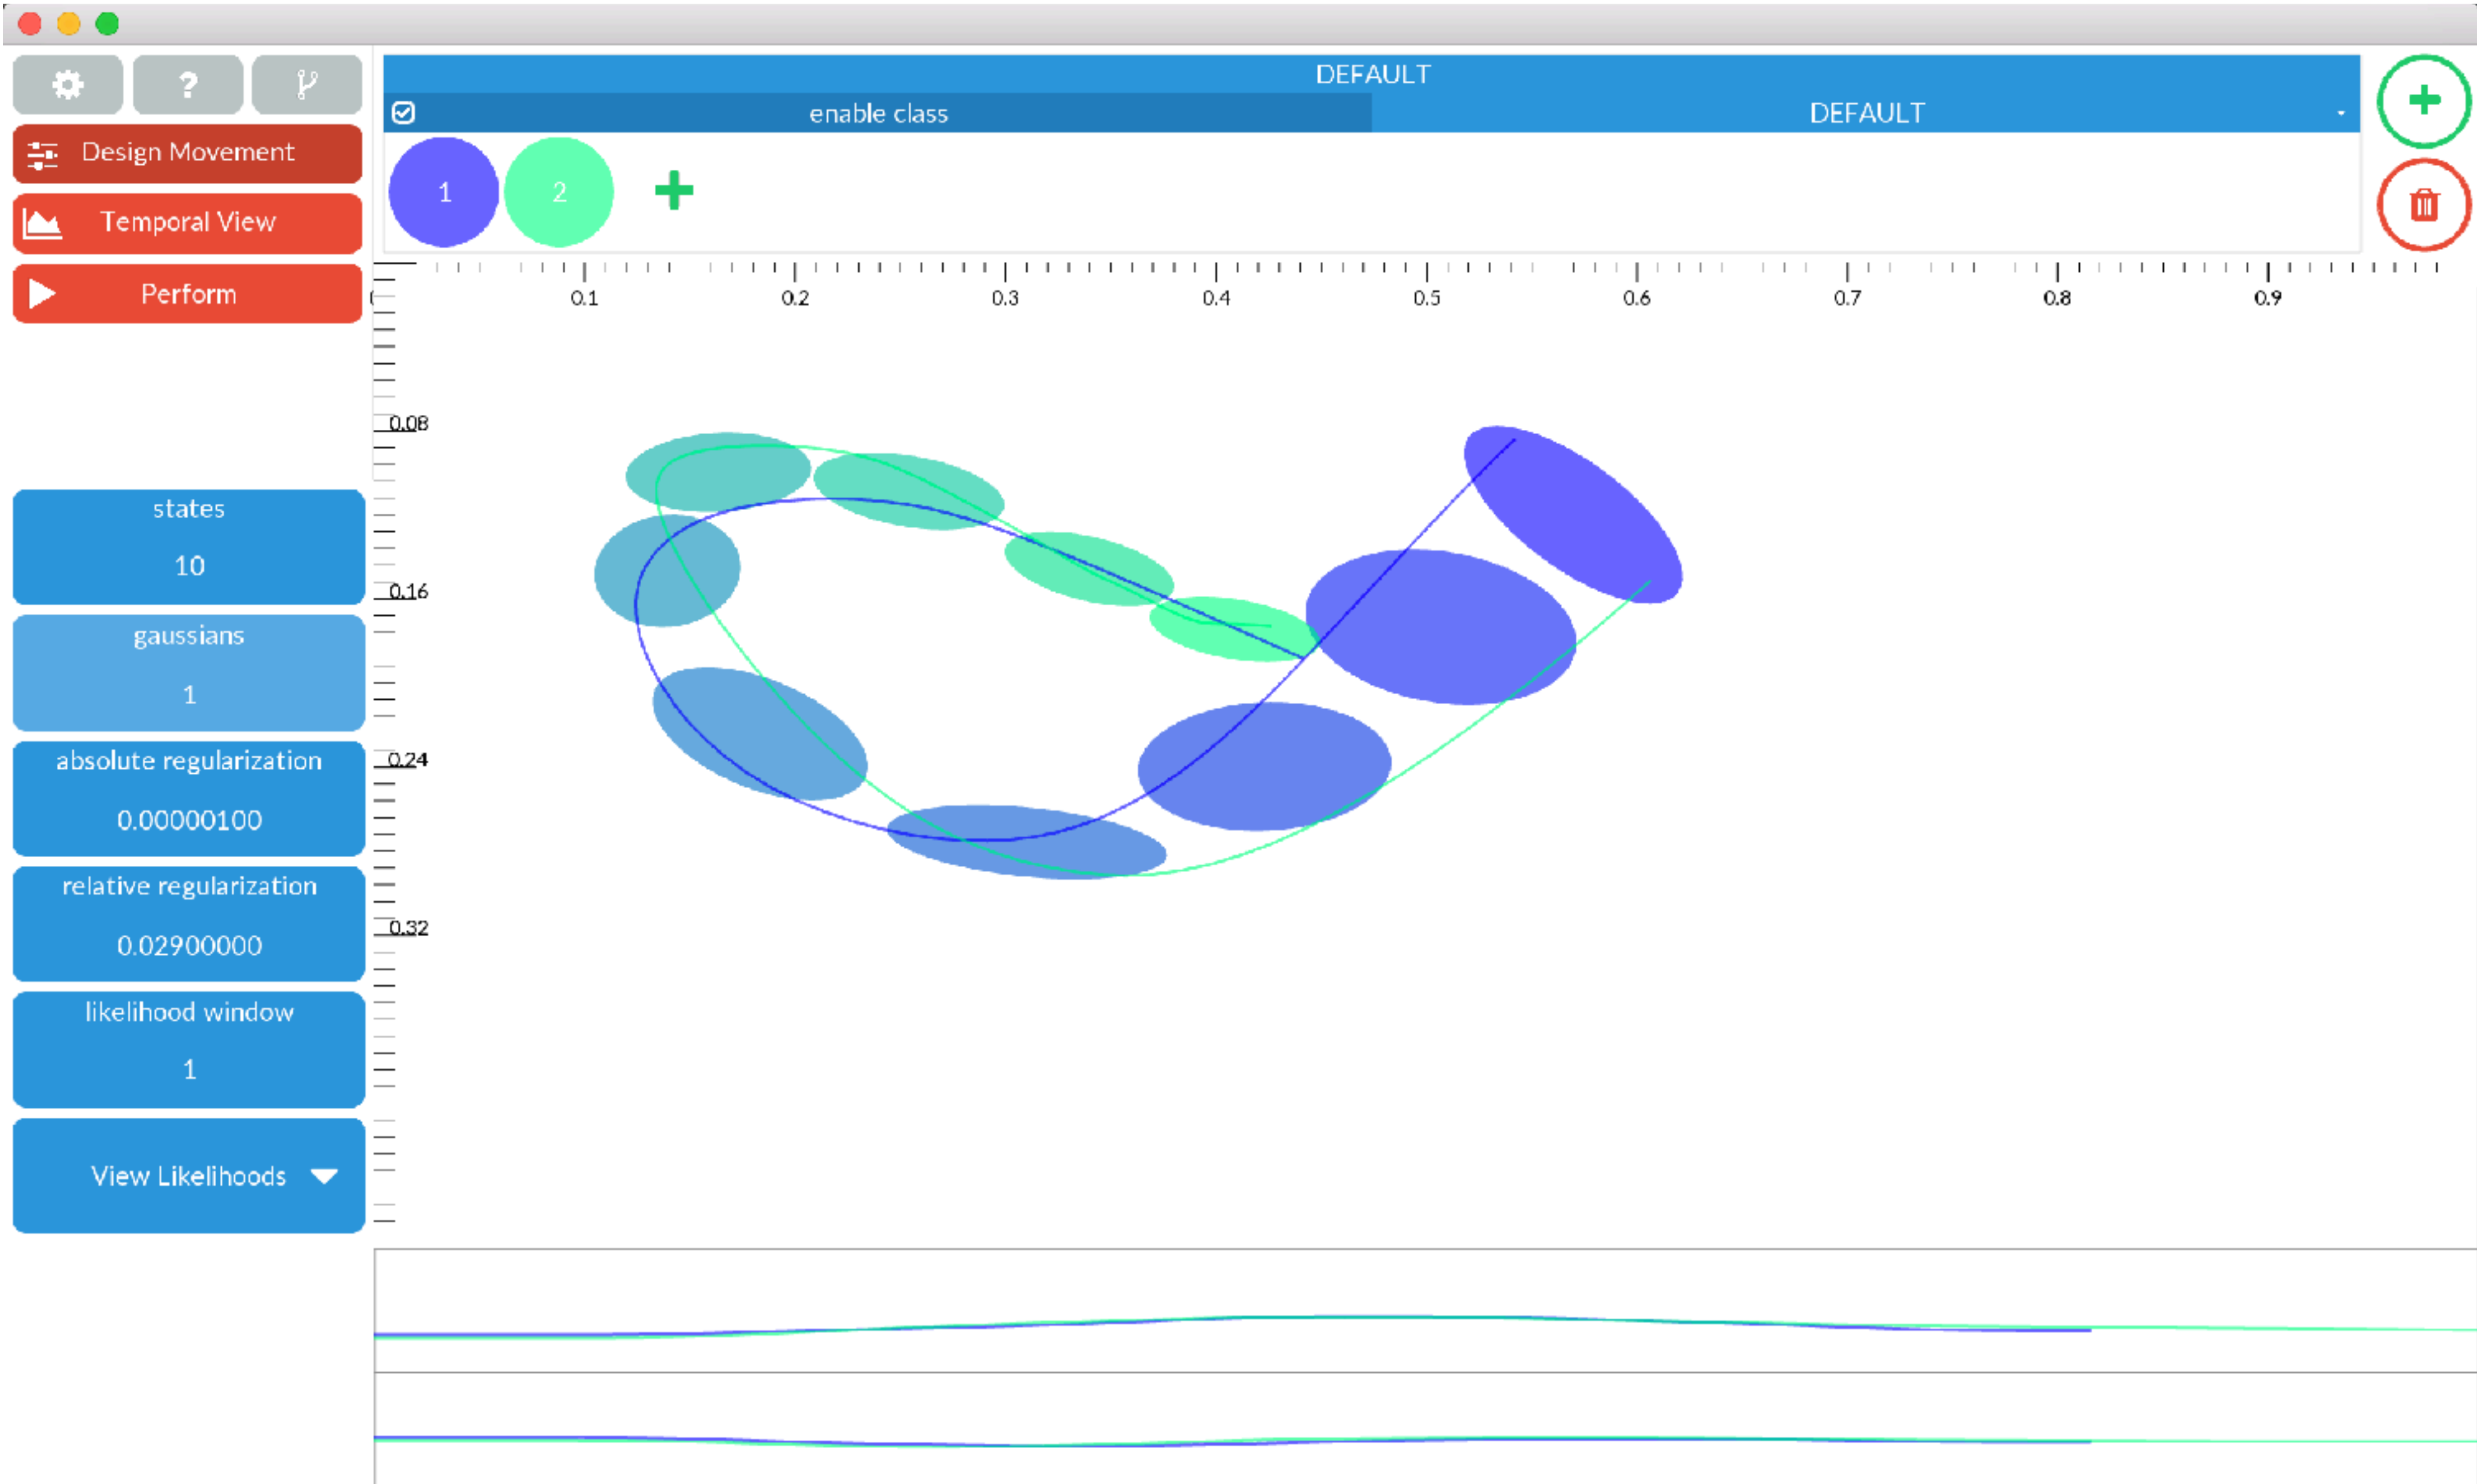 ?
DEFAULT
enable class
DEFAULT
Design Movement
Temporal View
Perform
1
2
0.1
0.2
0.3
0.4
0.5
0.6
0.7
0.8
0.9
0.08
0.16
0.24
0.32
states
10
gaussians
1
absolute regularization
0.00000100
relative regularization
0.02900000
likelihood window
1
View Likelihoods